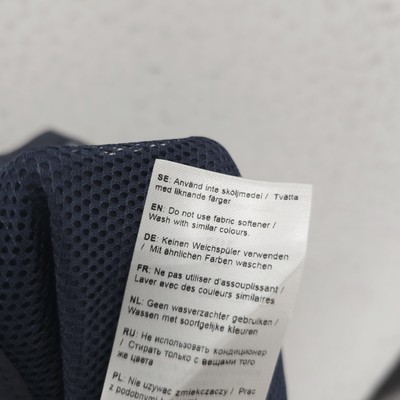 SE: Använd inte sköljmedel / Tvätta
med liknande färger
EN: Do not use fabric softener /
Wash with similar colours.
DE: Keinen Weichspüler verwenden
/ Mit ähnlichen Farben waschen
FR: Ne pas utiliser d'assouplissant /
Laver avec des couleurs similaires
NL: Geen wasverzachter gebruiken /
Wassen met soortgelijke kleuren
RU: Не использовать кондиционер
/ Стирать только с вещами того
же цвета
PL: Nie używać zmiękczaczy / Prać
z podobnymi